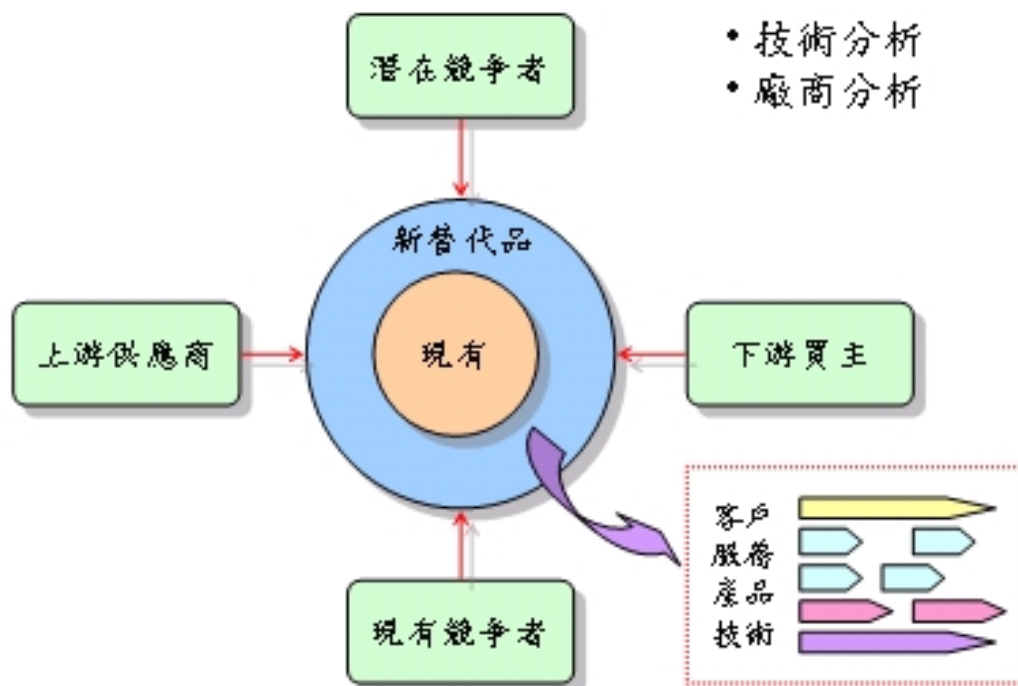 潛在競爭者
• 技術分析
• 廠商分析
新替代品
上游供應商
現有
下游買主
客戶
服務
產品
技術
現有競爭者